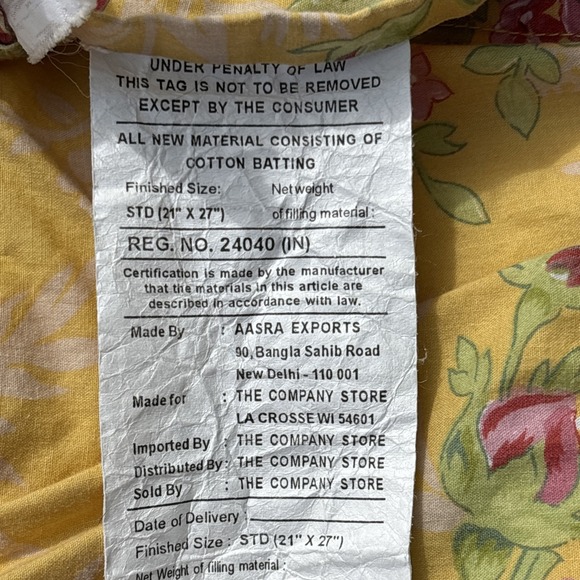 UNDER PENALTY OF LAW
THIS TAG IS NOT TO BE REMOVED
EXCEPT BY THE CONSUMER
ALL NEW MATERIAL CONSISTING OF
COTTON BATTING
Finished Size: Net weight
STD (21" X 27") of filling material :
REG. NO. 24040 (IN)
Certification is made by the manufacturer
that the materials in this article are
described in accordance with law.
Made By : AASRA EXPORTS
90, Bangla Sahib Road
New Delhi - 110 001
Made for : THE COMPANY STORE
LA CROSSE WI 54601
Imported By : THE COMPANY STORE
Distributed By : THE COMPANY STORE
Sold By : THE COMPANY STORE
Date of Delivery :
Finished Size : STD (21" X 27")
Net Weight of filling material :